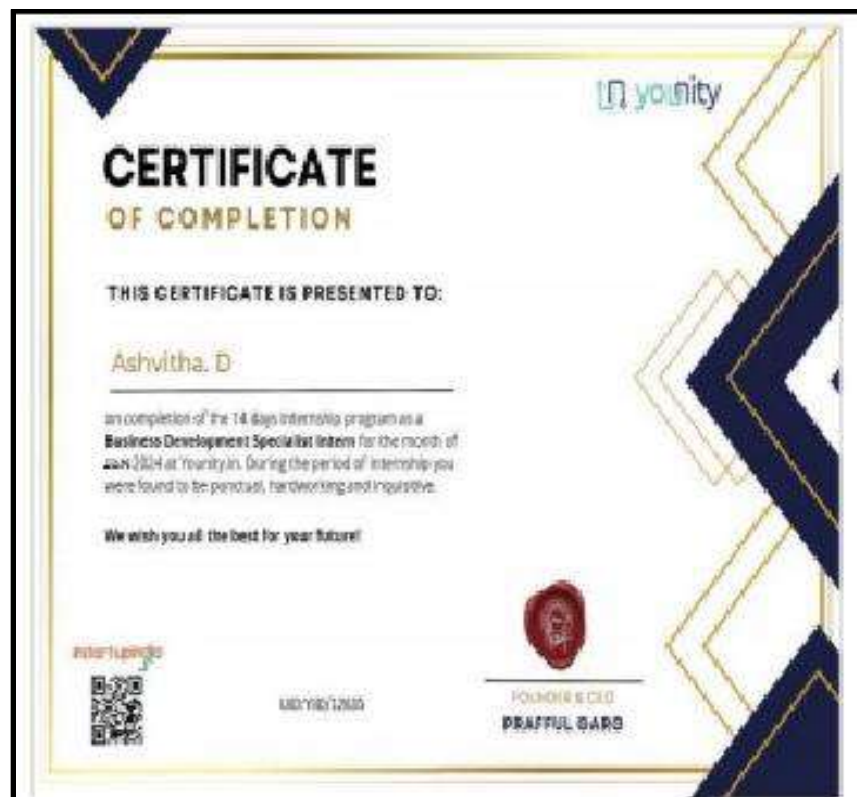 younity
CERTIFICATE
OF COMPLETION
THIS CERTIFICATE IS PRESENTED TO:
Ashvitha. D
on completion of the 14 days internship program as a
Business Development Specialist Intern for the month of
2024 at Younity.in. During the period of internship you
were found to be punctual, hardworking and inquisitive.
We wish you all the best for your future!
#startupindia
FOUNDER & CEO
PRAFFUL GARG